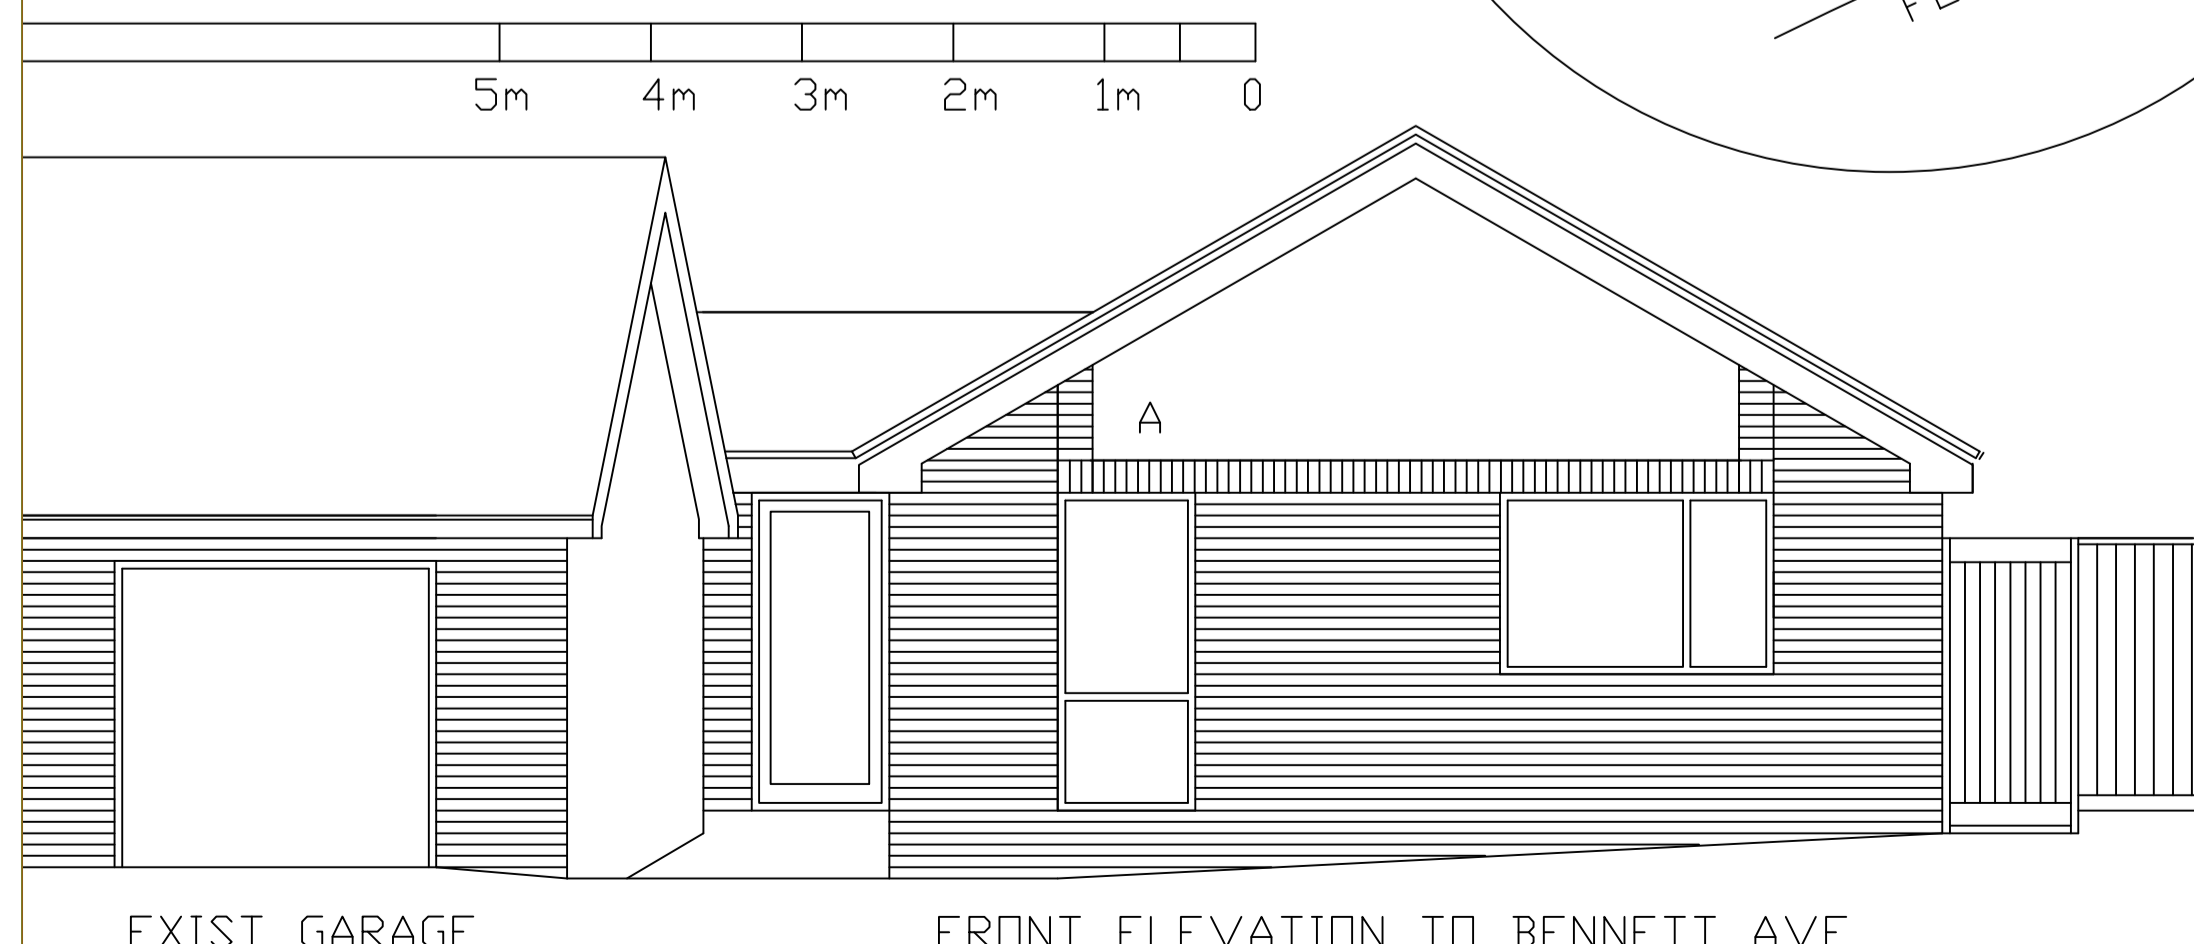 5m 4m 3m 2m 1m 0
A
EXIST GARAGE
FRONT ELEVATION TO BENNETT AVE